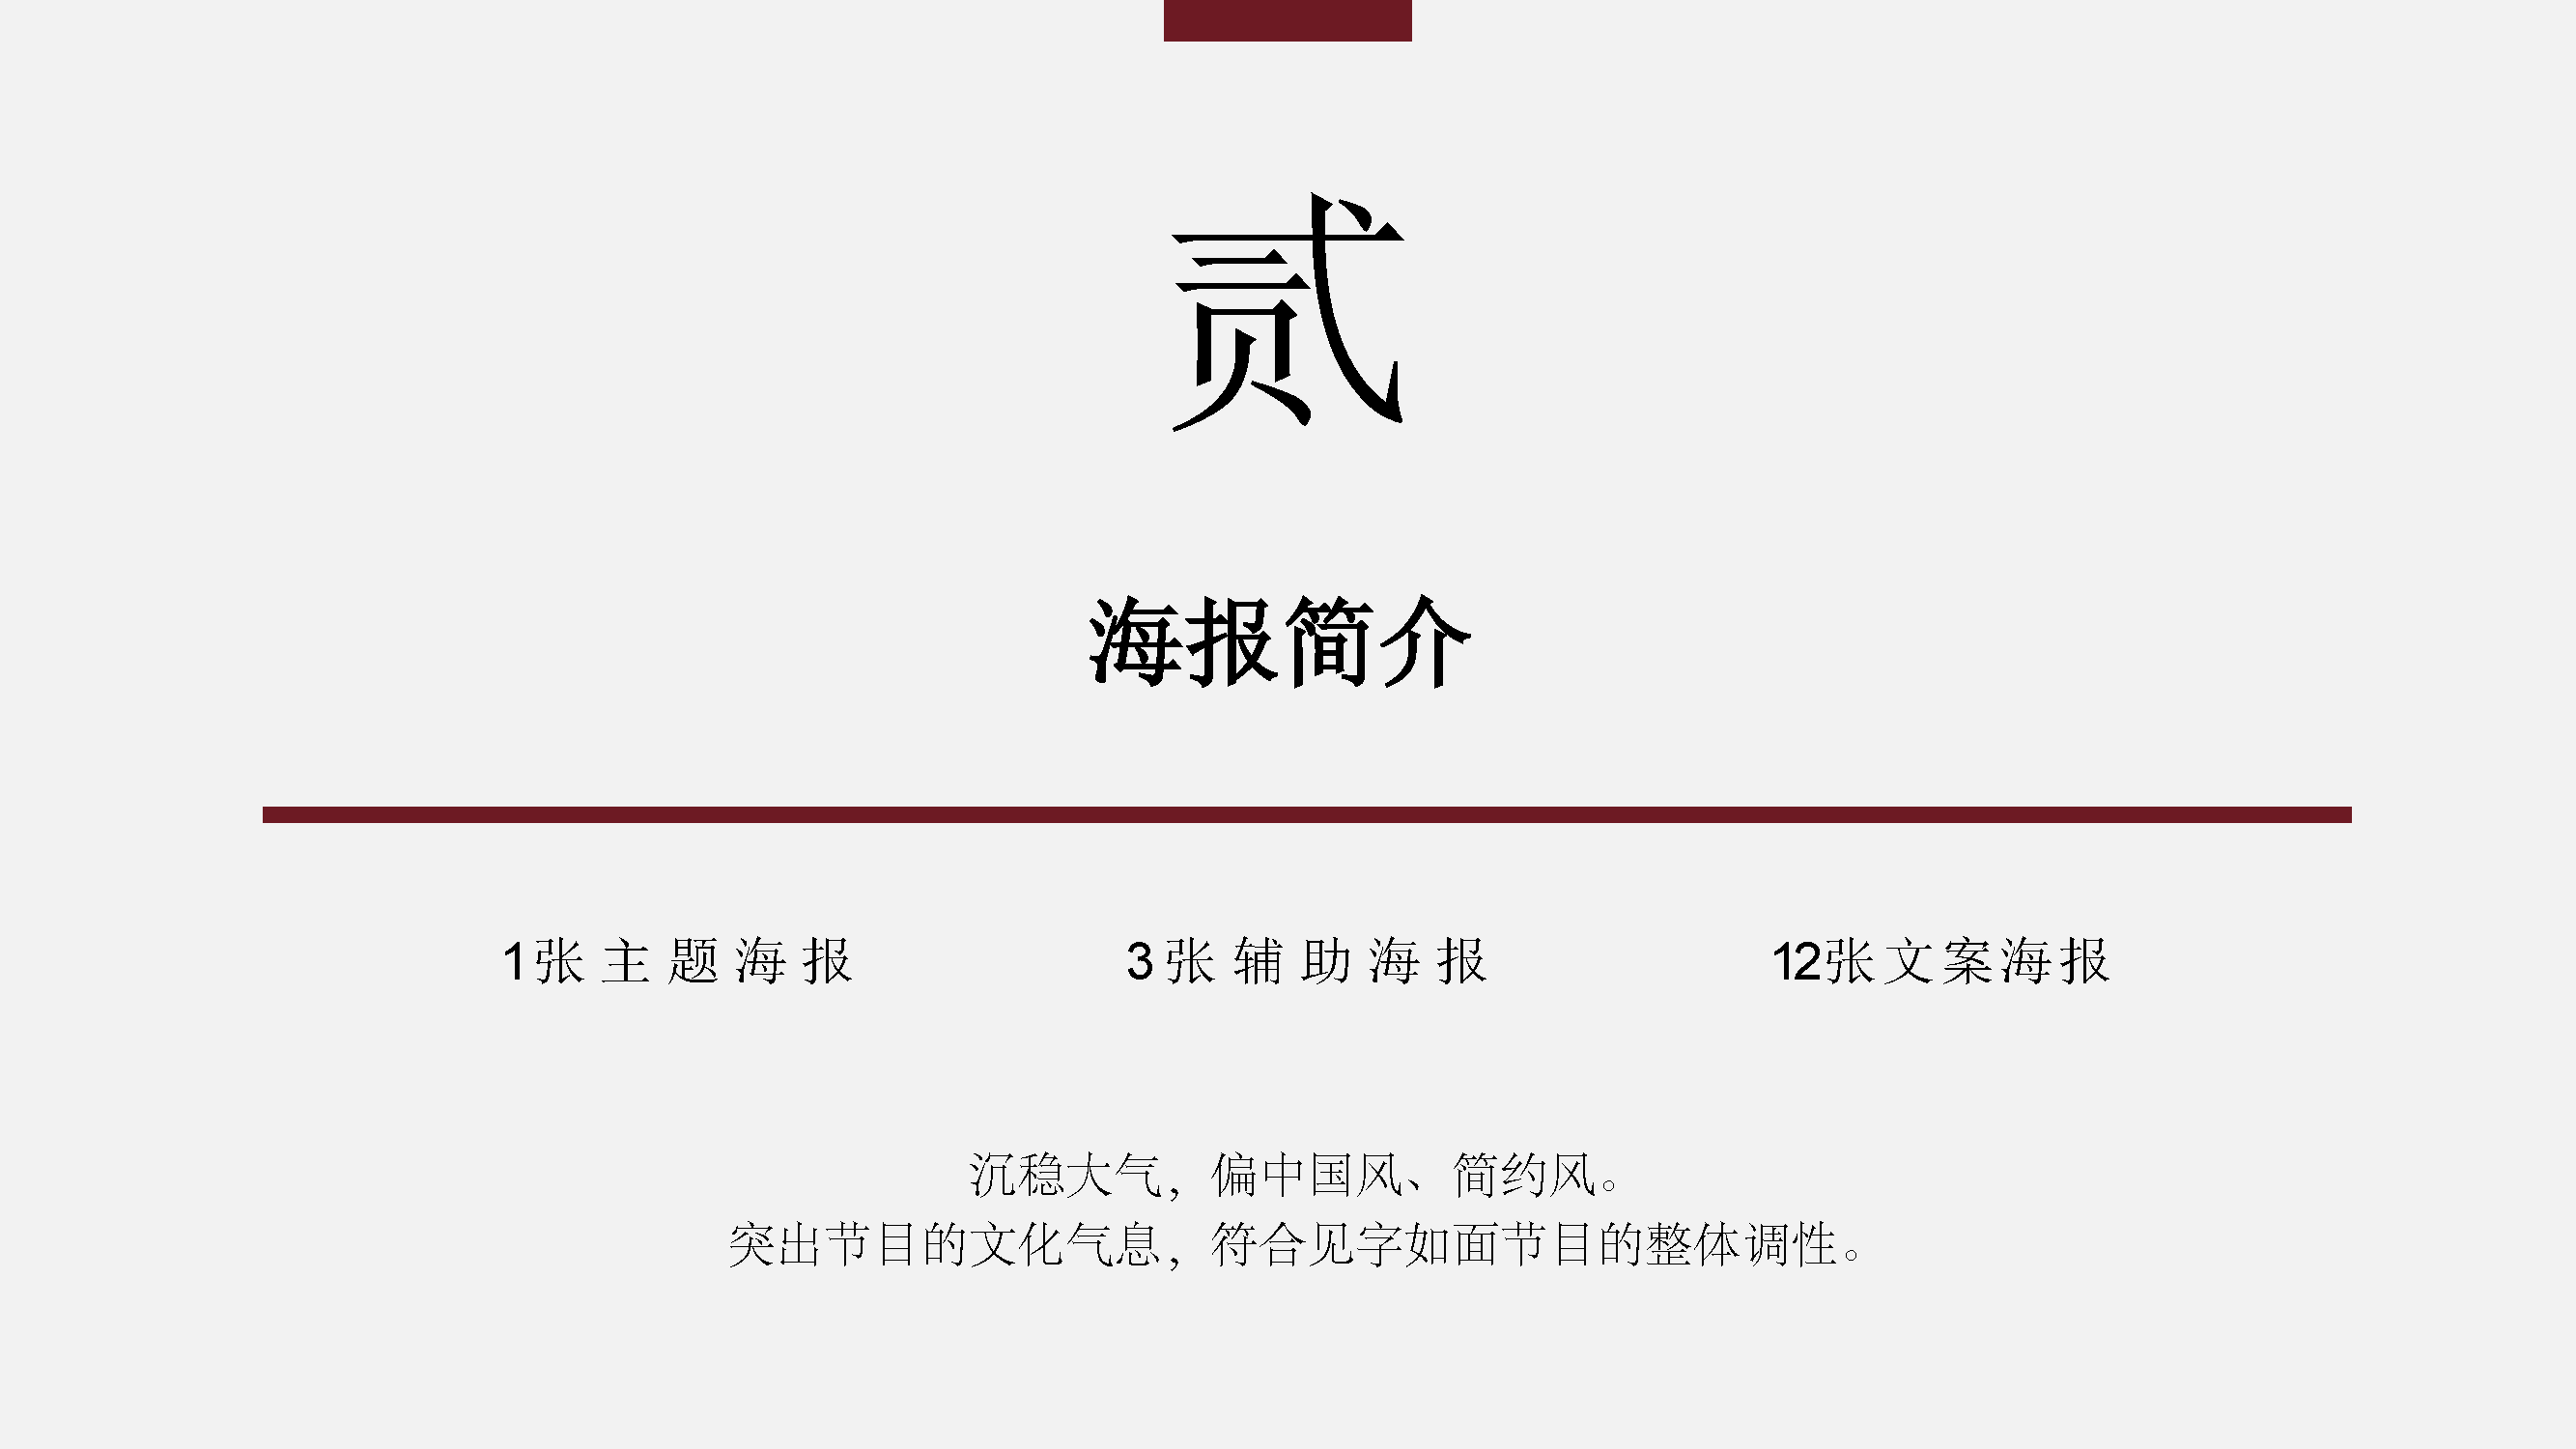 贰
海报简介
1张主题海报 3张辅助海报 12张文案海报
沉稳大气，偏中国风、简约风。
突出节目的文化气息，符合见字如面节目的整体调性。